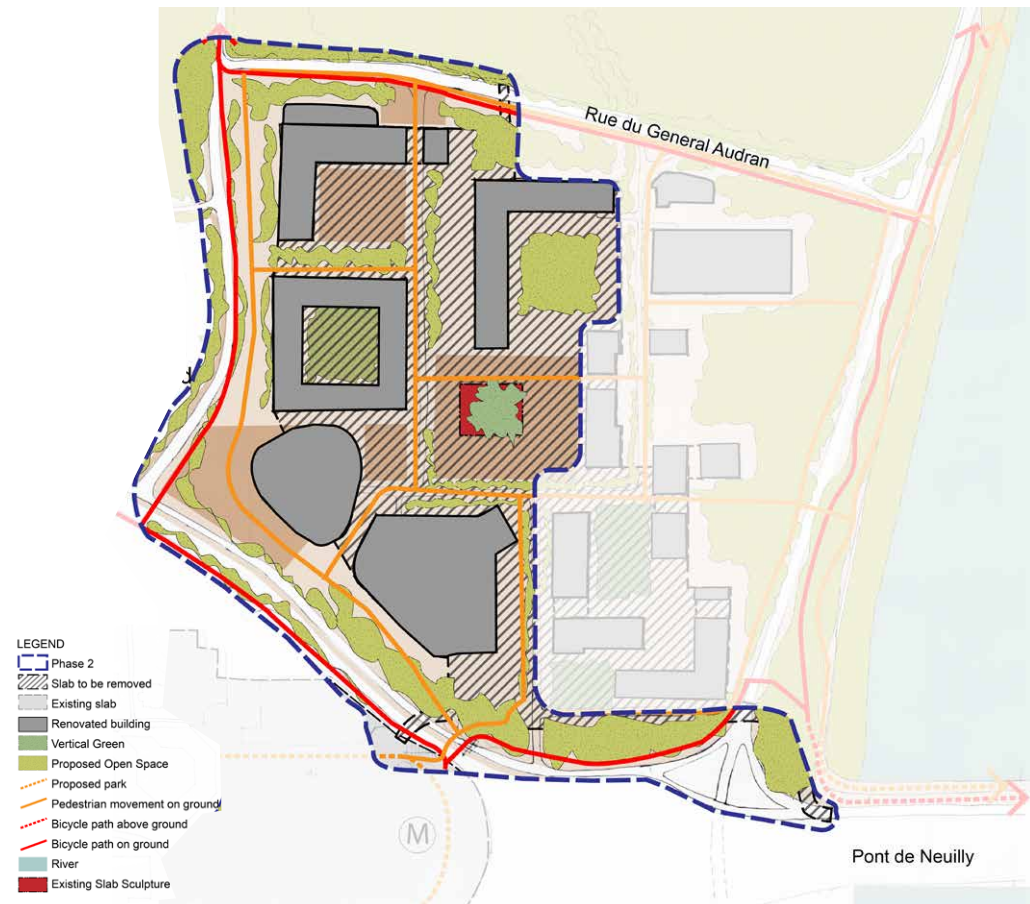 Rue du General Audran
LEGEND
Phase 2
Slab to be removed
Existing slab
Renovated building
Vertical Green
Proposed Open Space
Proposed park
Pedestrian movement on ground
Bicycle path above ground
Bicycle path on ground
River
Existing Slab Sculpture
M
Pont de Neuilly